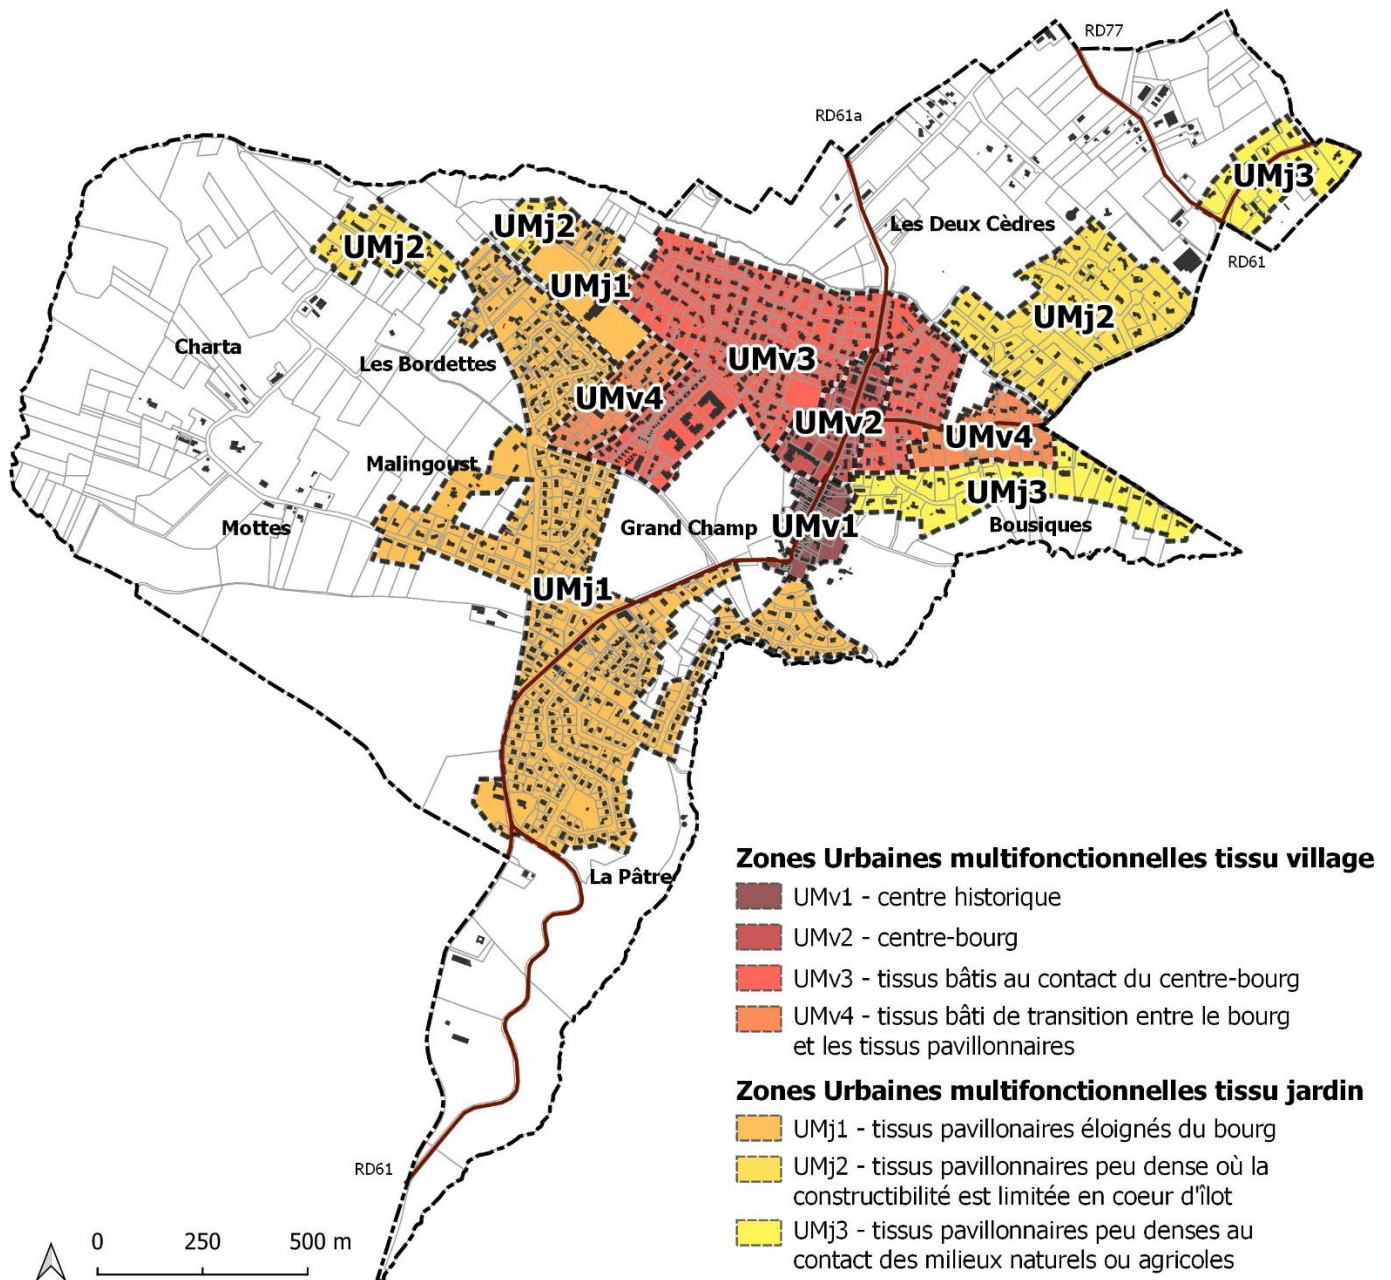 RD77
RD61a
UMj3
UMj2
UMj2
Les Deux Cèdres
RD61
UMj1
UMj2
Charta
Les Bordettes
UMv3
UMv4
UMv2
UMv4
Malingoust
UMj3
Mottes
Grand Champ
UMv1
Bousiques
UMj1
La Pâtre
RD61
Zones Urbaines multifonctionnelles tissu village
UMv1 - centre historique
UMv2 - centre-bourg
UMv3 - tissus bâtis au contact du centre-bourg
UMv4 - tissus bâti de transition entre le bourg
et les tissus pavillonnaires
Zones Urbaines multifonctionnelles tissu jardin
UMj1 - tissus pavillonaires éloignés du bourg
UMj2 - tissus pavillonnaires peu dense où la
constructibilité est limitée en coeur d'îlot
UMj3 - tissus pavillonnaires peu denses au
contact des milieux naturels ou agricoles
0 250 500 m